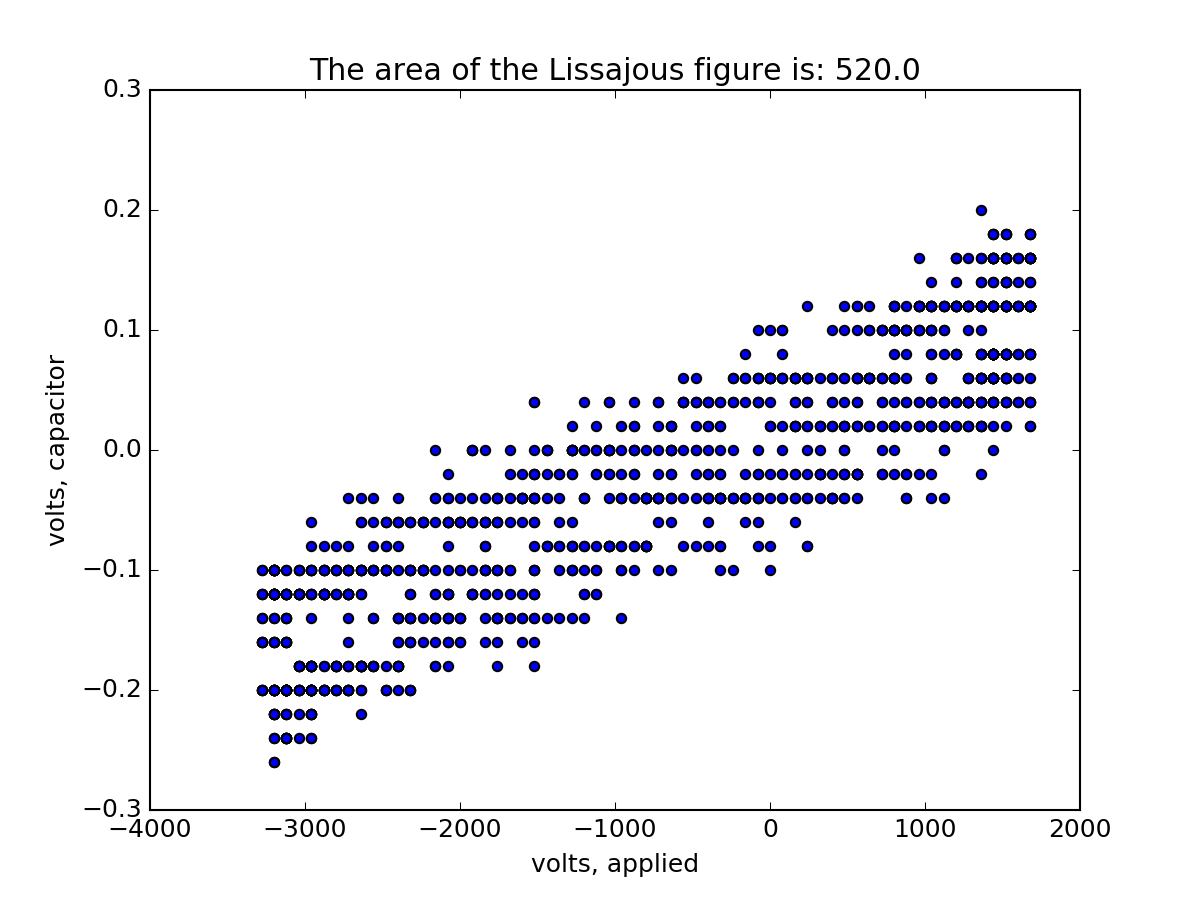 The area of the Lissajous figure is: 520.0
0.3
0.2
0.1
0.0
−0.1
−0.2
−0.3
volts, capacitor
−4000 −3000 −2000 −1000 0 1000 2000
volts, applied